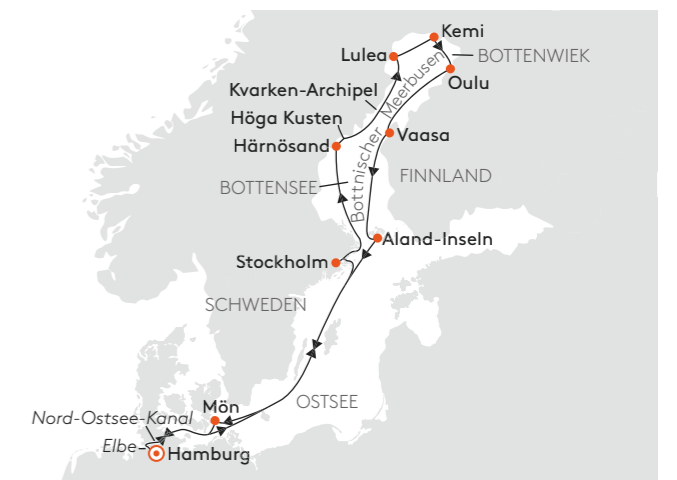 Kemi
Lulea
BOTTENWIEK
Oulu
Kvarken-Archipel
Bottnischer Meerbusen
Höga Kusten
Vaasa
Härnösand
FINNLAND
BOTTENSEE
Aland-Inseln
Stockholm
SCHWEDEN
OSTSEE
Mön
Nord-Ostsee-Kanal
Elbe
Hamburg